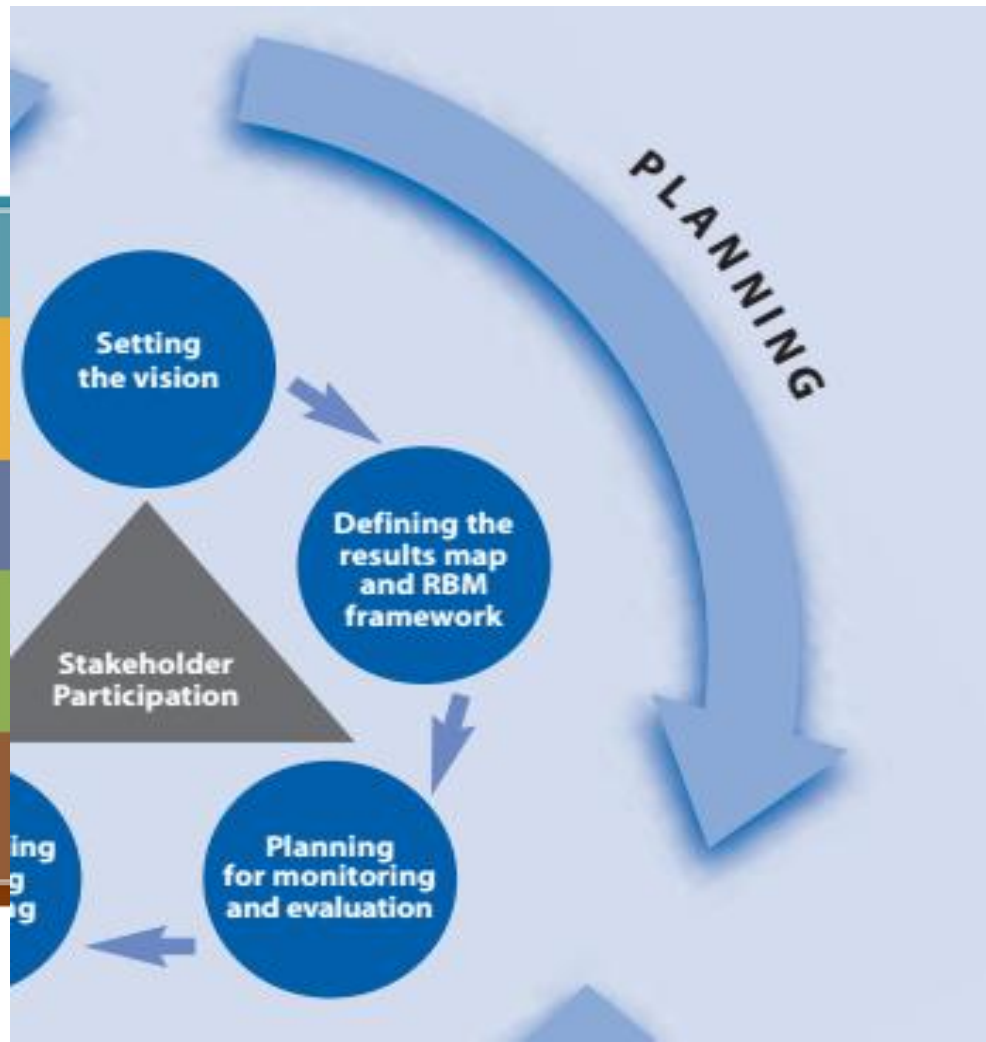 PLANNING
Setting
the vision
Defining the
results map
and RBM
framework
Stakeholder
Participation
Planning
for monitoring
and evaluation